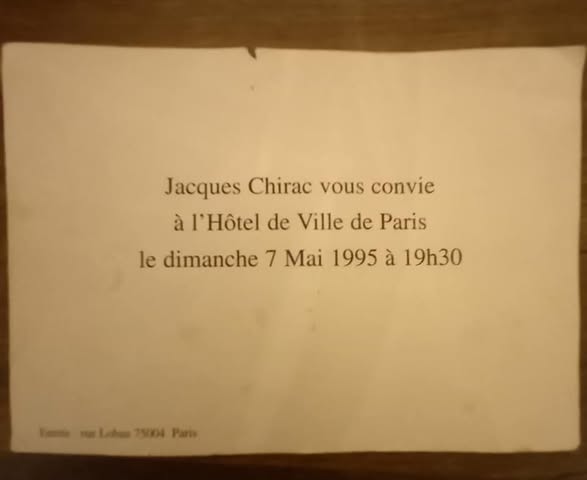 Jacques Chirac vous convie
à l'Hôtel de Ville de Paris
le dimanche 7 Mai 1995 à 19h30
Entrée rue Lobau 75004 Paris